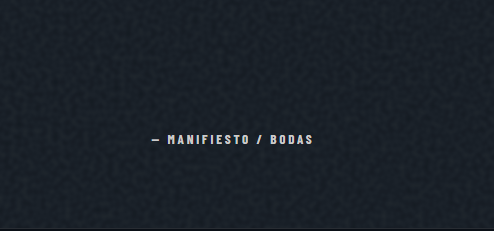 — MANIFIESTO / BODAS